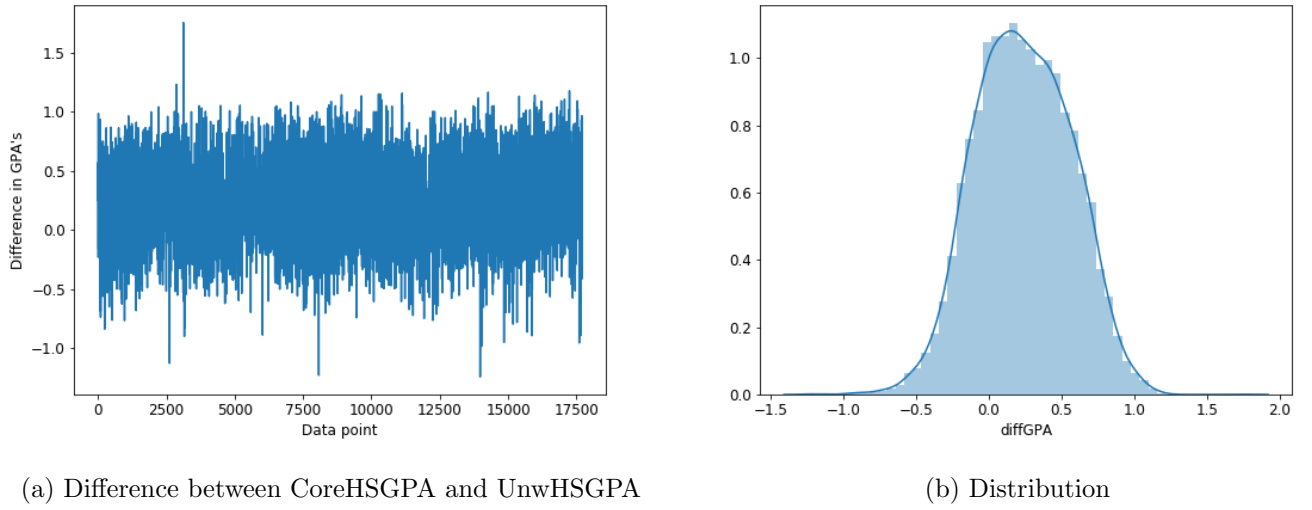 1.5
1.0
0.5
0.0
−0.5
−1.0
Difference in GPA's
0 2500 5000 7500 10000 12500 15000 17500
Data point
1.0
0.8
0.6
0.4
0.2
0.0
−1.5 −1.0 −0.5 0.0 0.5 1.0 1.5 2.0
diffGPA
(a) Difference between CoreHSGPA and UnwHSGPA
(b) Distribution